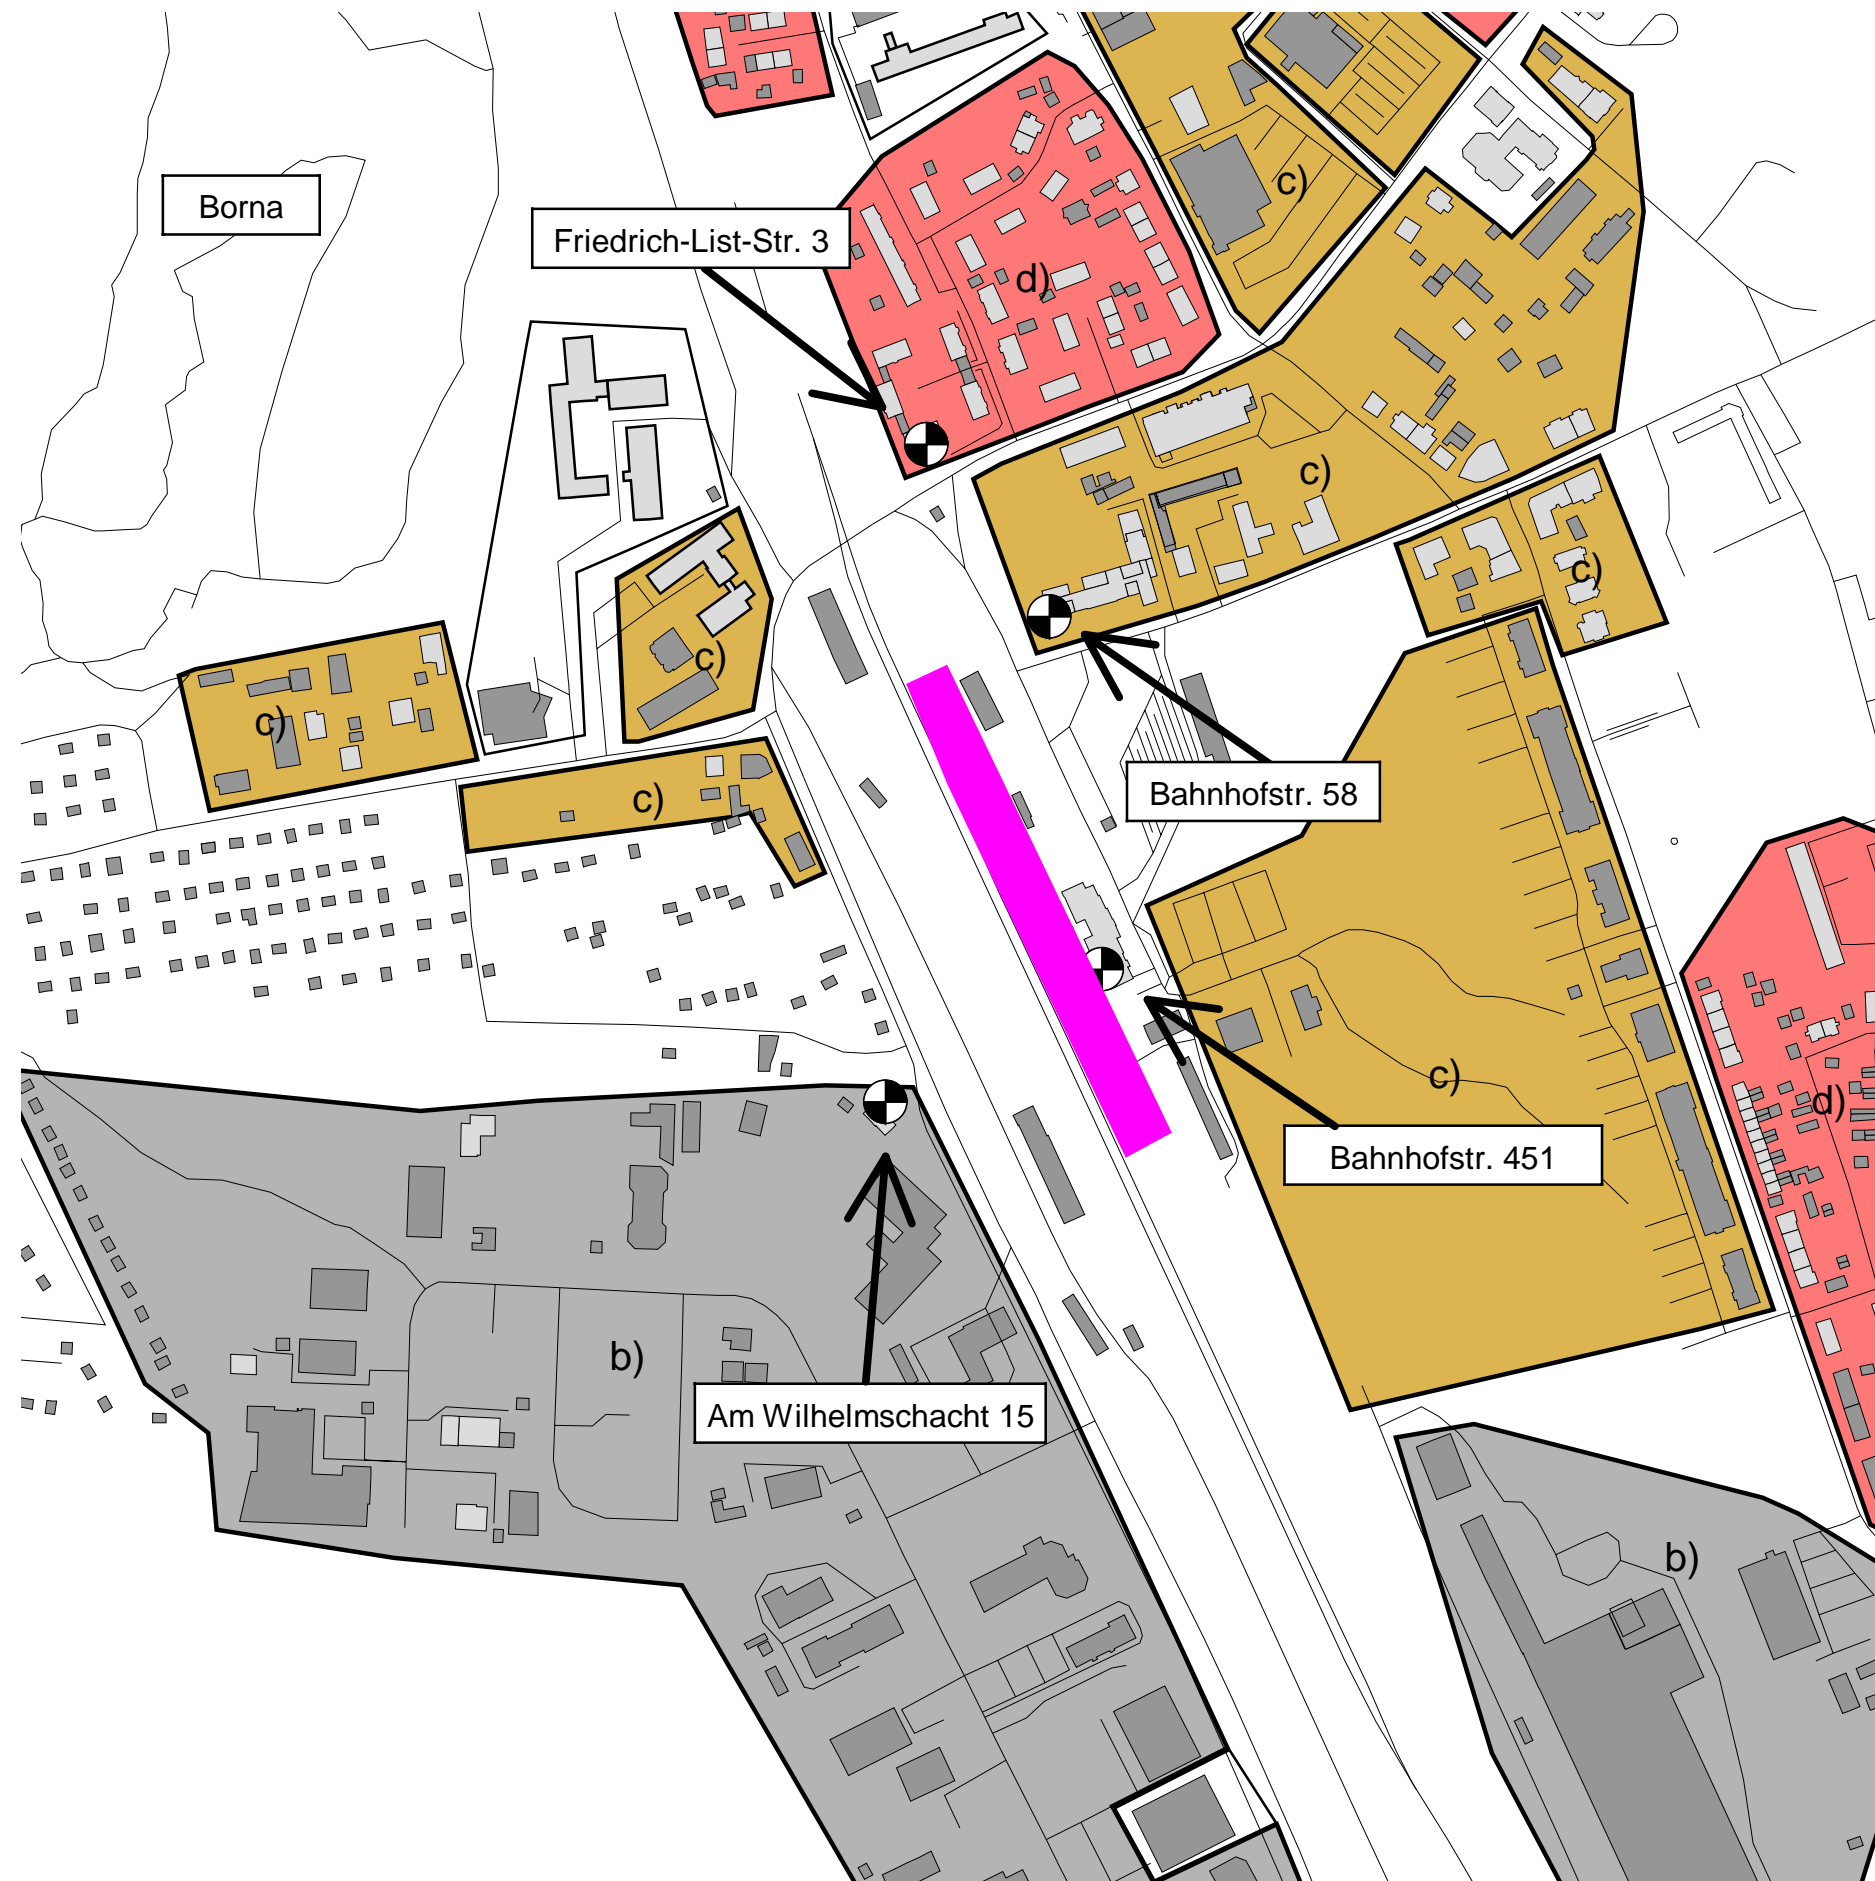 c)
Borna
Friedrich-List-Str. 3
d)
c)
c)
c)
c)
c)
Bahnhofstr. 58
c)
c)
d)
Bahnhofstr. 451
b)
Am Wilhelmschacht 15
b)